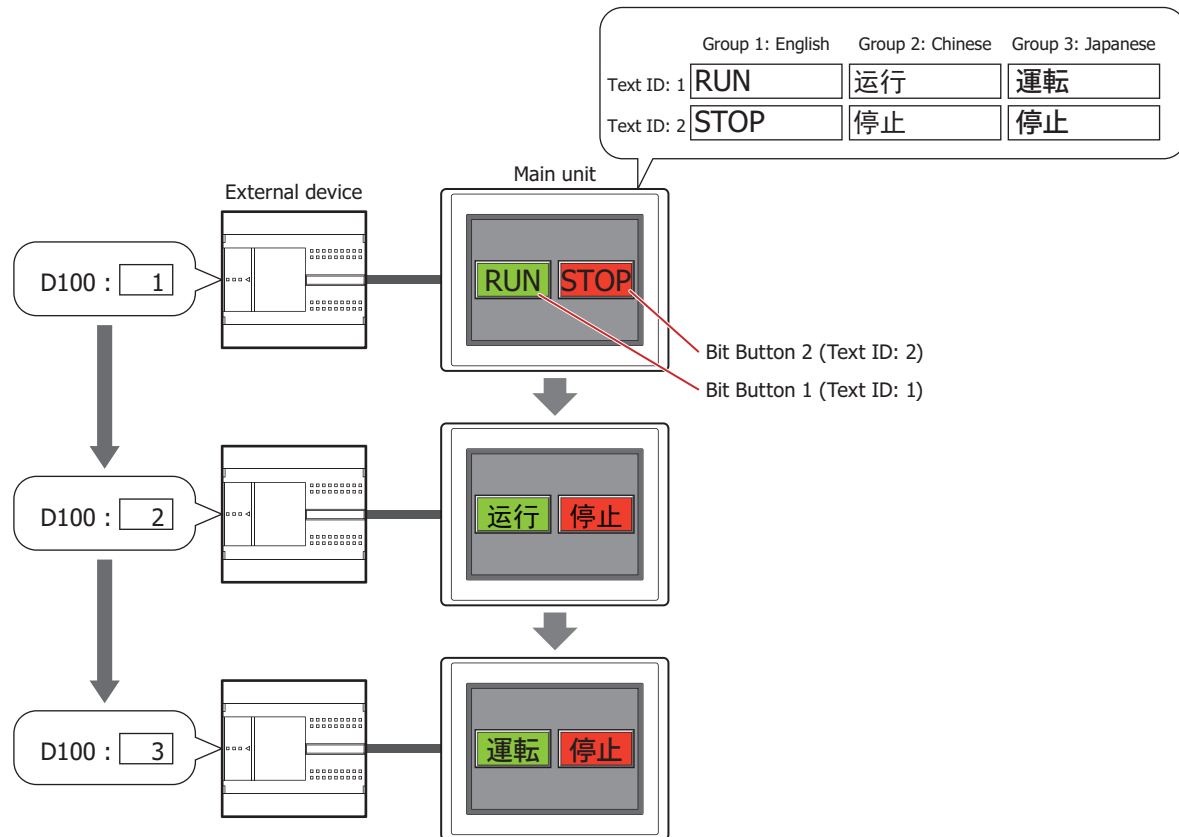 Group 1: English Group 2: Chinese Group 3: Japanese
Text ID: 1 RUN 运行 運転
Text ID: 2 STOP 停止 停止
Main unit
External device
D100 : 1
RUN STOP
Bit Button 2 (Text ID: 2)
Bit Button 1 (Text ID: 1)
D100 : 2
运行 停止
D100 : 3
運転 停止